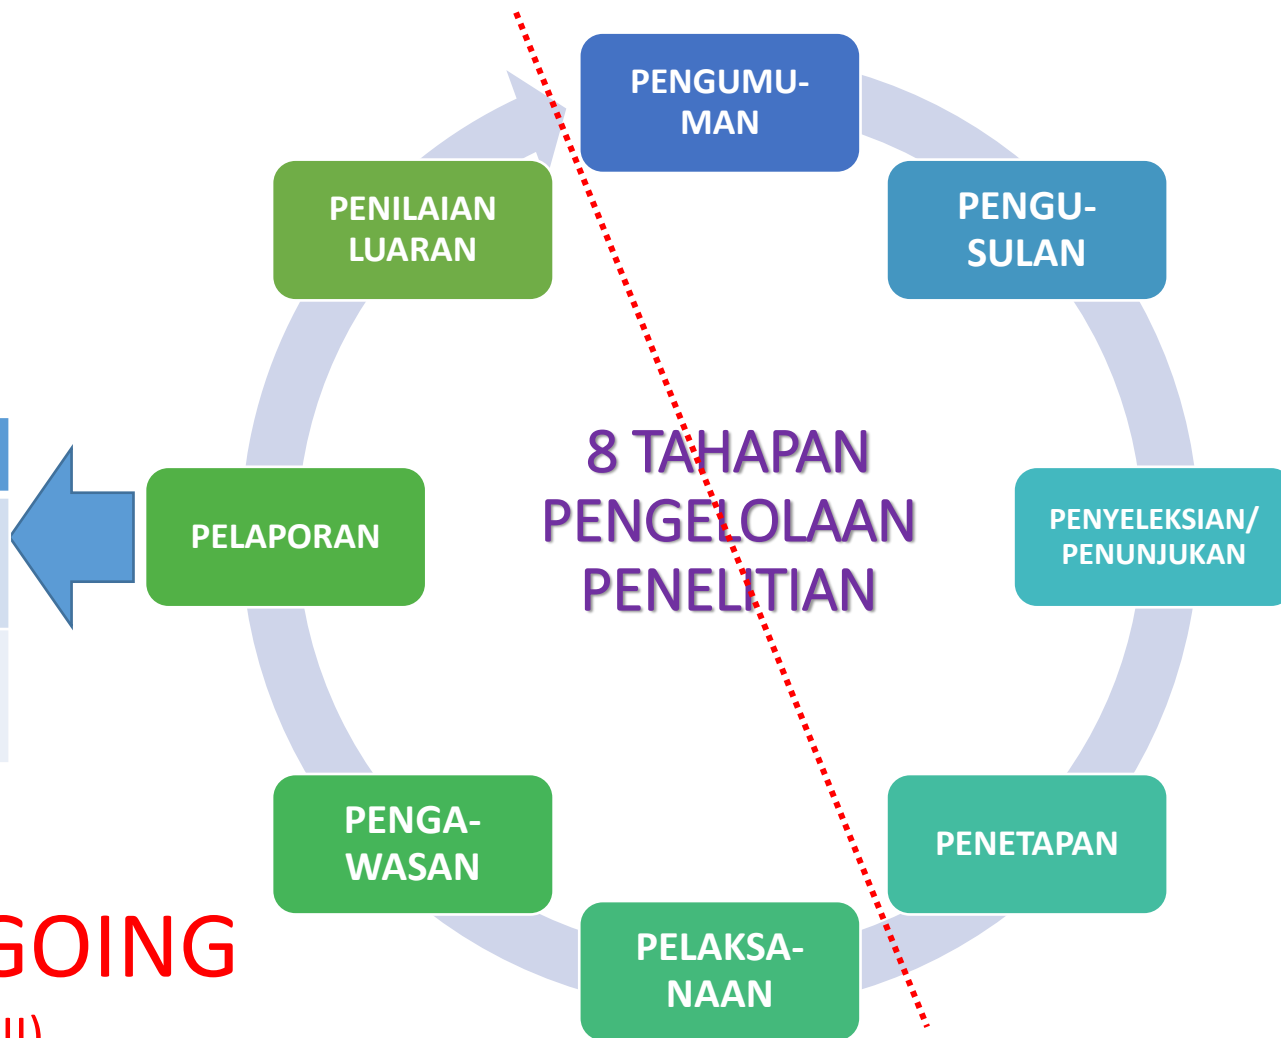 PENGUMU-
MAN
PENGU-
SULAN
PENYELEKSIAN/
PENUNJUKAN
PENETAPAN
PELAKSA-
NAAN
PENGA-
WASAN
PELAPORAN
PENILAIAN
LUARAN
8 TAHAPAN
PENGELOLAAN
PENELITIAN
GOING